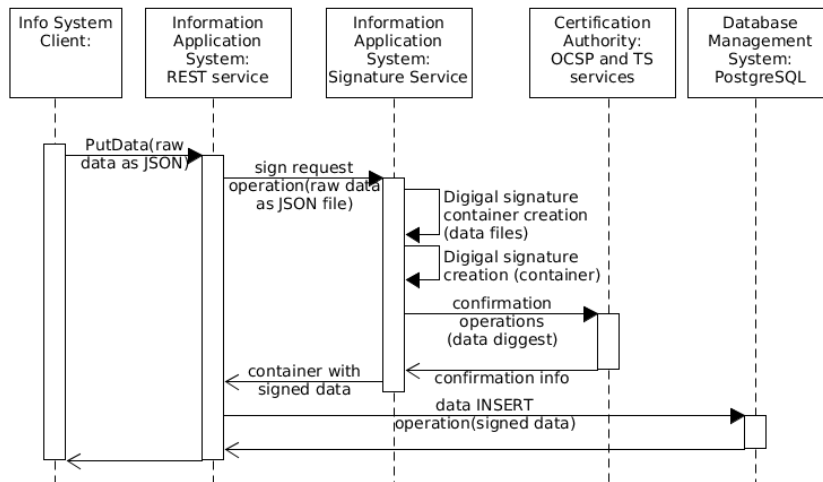 Info System
Client:
Information
Application
System:
REST service
Information
Application
System:
Signature Service
Certification
Authority:
OCSP and TS
services
Database
Management
System:
PostgreSQL
PutData(raw
data as JSON)
sign request
operation(raw data
as JSON file)
Digigal signature
container creation
(data files)
Digigal signature
creation (container)
confirmation
operations
(data diggest)
confirmation info
container with
signed data
data INSERT
operation(signed data)